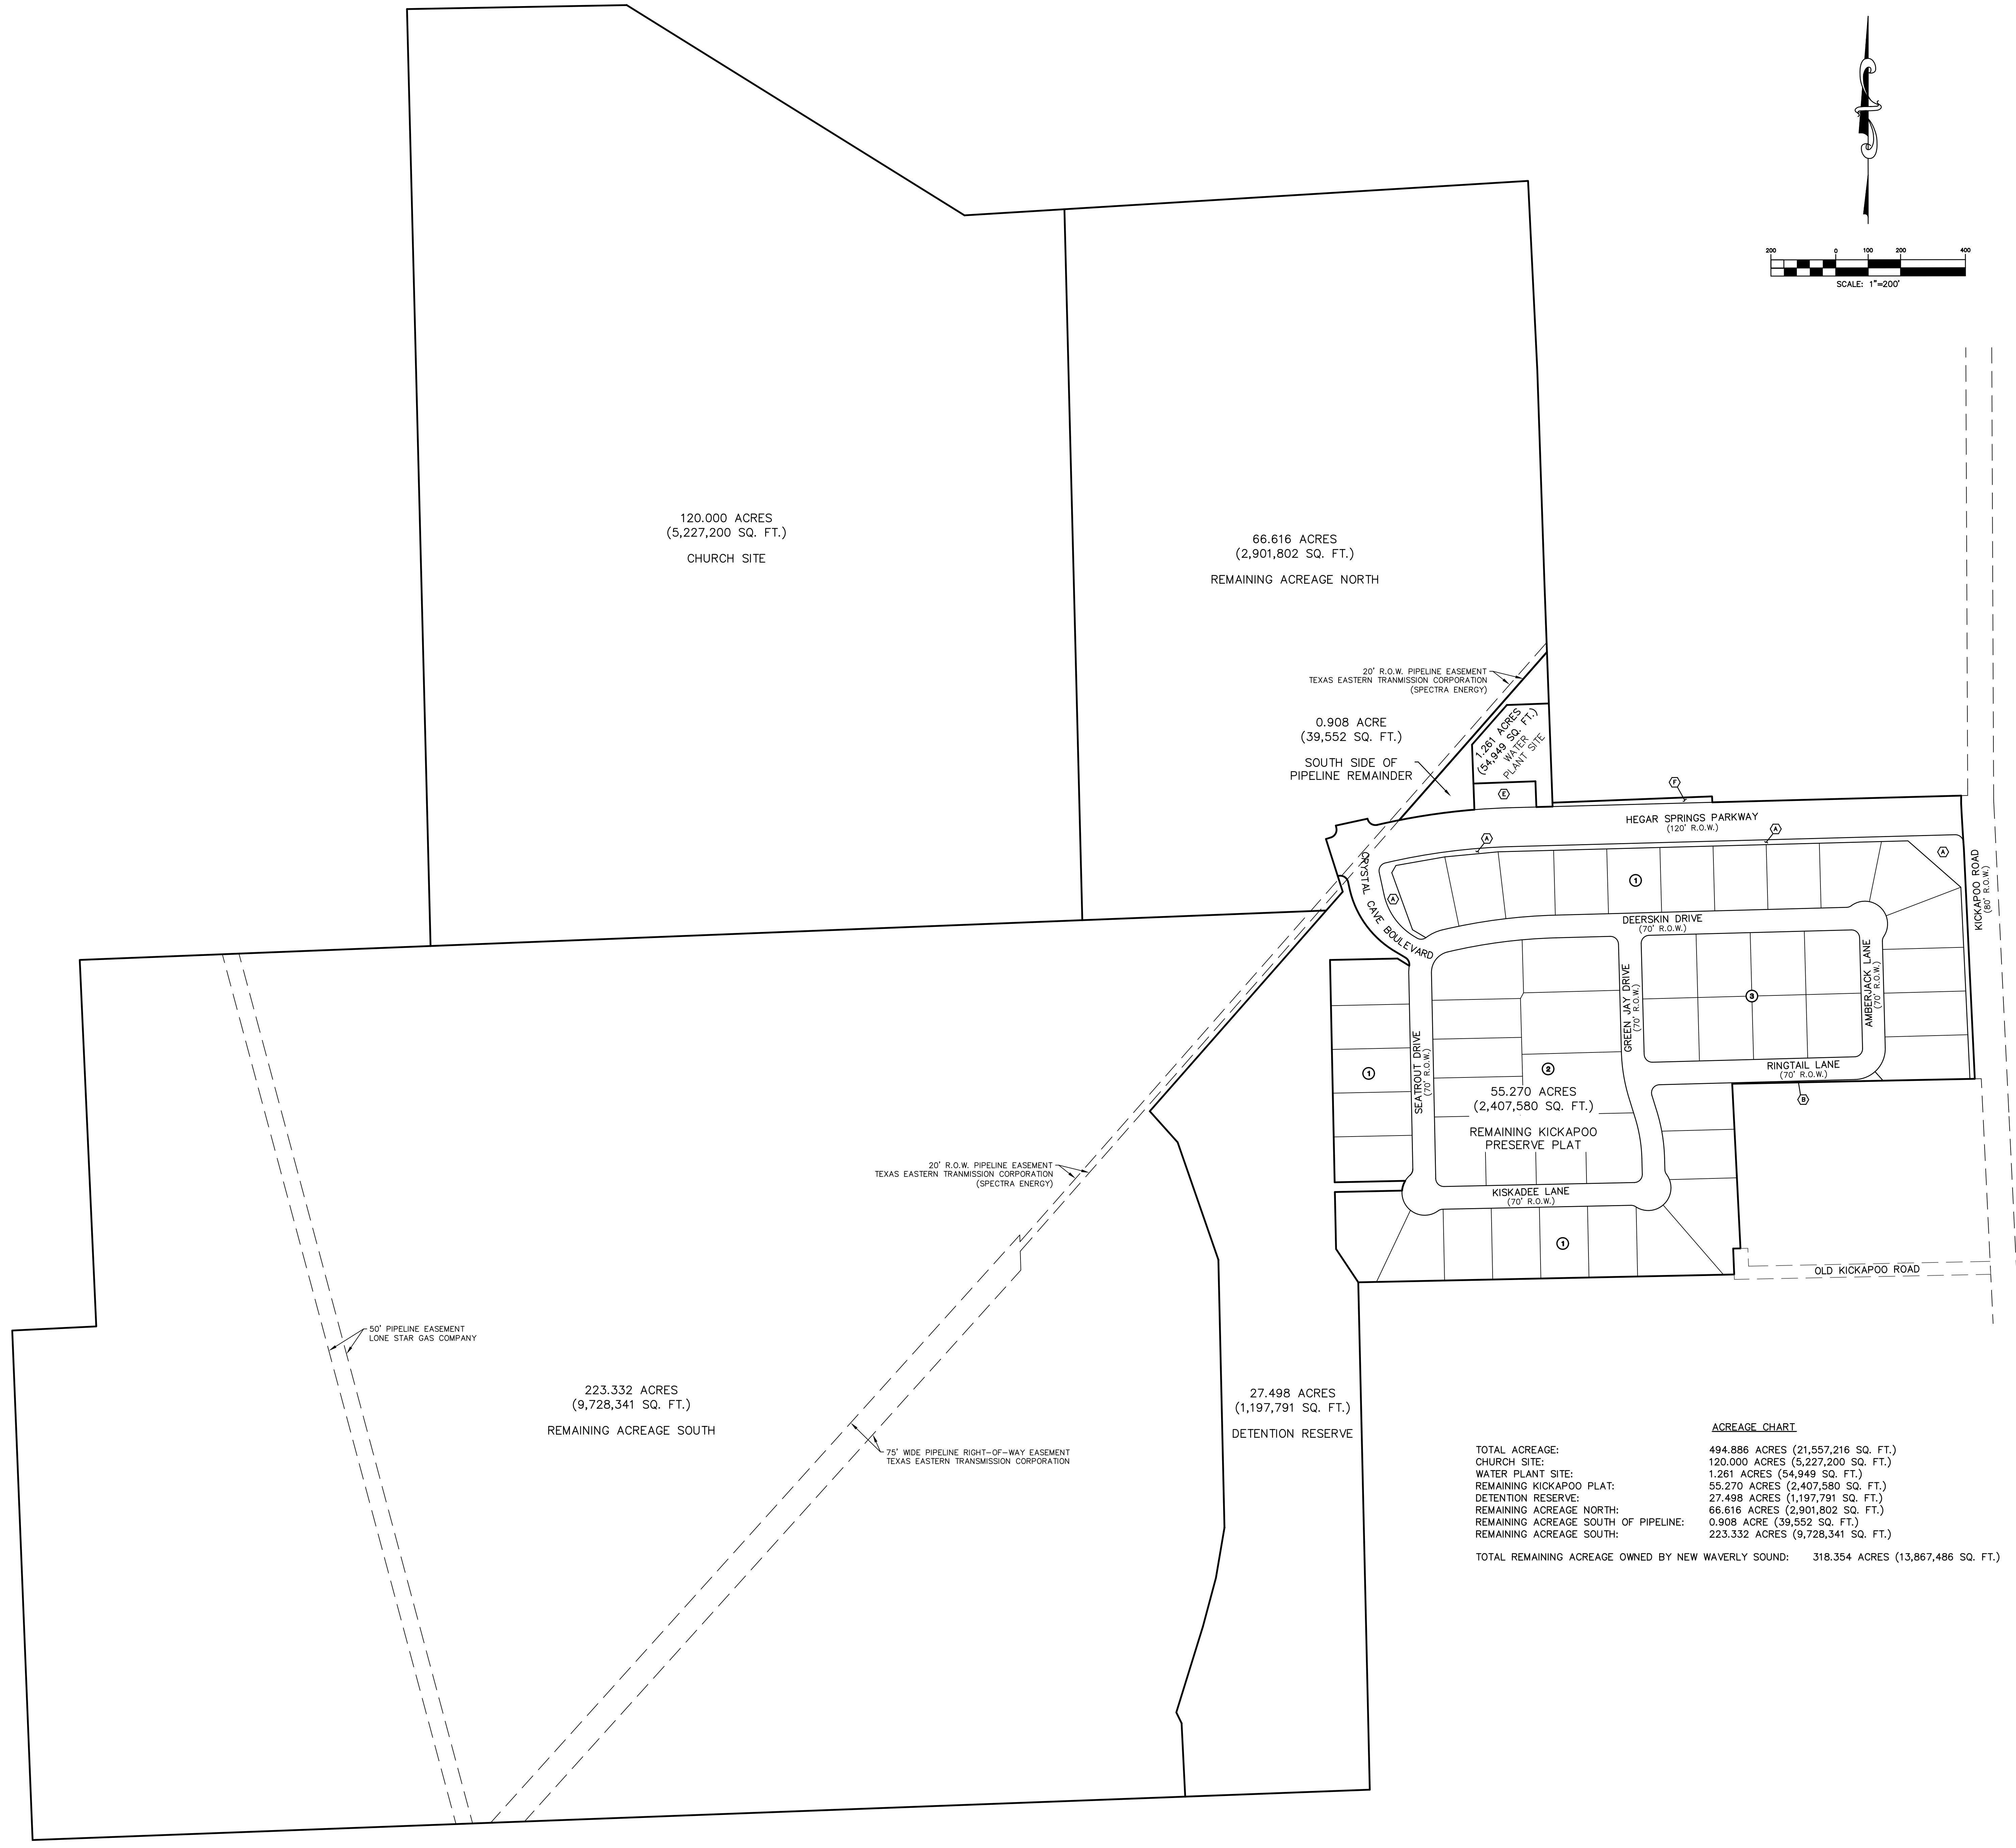 200 0 100 200 400
SCALE: 1"=200'
120.000 ACRES
(5,227,200 SQ. FT.)
CHURCH SITE
66.616 ACRES
(2,901,802 SQ. FT.)
REMAINING ACREAGE NORTH
20' R.O.W. PIPELINE EASEMENT
TEXAS EASTERN TRANMISSION CORPORATION
(SPECTRA ENERGY)
0.908 ACRE
(39,552 SQ. FT.)
SOUTH SIDE OF
PIPELINE REMAINDER
1.261 ACRES
(54,949 SQ. FT.)
WATER
PLANT SITE
E
F
HEGAR SPRINGS PARKWAY
(120' R.O.W.)
A
A
A
A
CRYSTAL CAVE BOULEVARD
KICKAPOO ROAD
(80' R.O.W.)
1
DEERSKIN DRIVE
(70' R.O.W.)
AMBERJACK LANE
(70' R.O.W.)
GREEN JAY DRIVE
(70' R.O.W.)
3
SEATROUT DRIVE
(70' R.O.W.)
1
2
RINGTAIL LANE
(70' R.O.W.)
B
55.270 ACRES
(2,407,580 SQ. FT.)
REMAINING KICKAPOO
PRESERVE PLAT
KISKADEE LANE
(70' R.O.W.)
1
OLD KICKAPOO ROAD
20' R.O.W. PIPELINE EASEMENT
TEXAS EASTERN TRANMISSION CORPORATION
(SPECTRA ENERGY)
50' PIPELINE EASEMENT
LONE STAR GAS COMPANY
223.332 ACRES
(9,728,341 SQ. FT.)
REMAINING ACREAGE SOUTH
75' WIDE PIPELINE RIGHT-OF-WAY EASEMENT
TEXAS EASTERN TRANSMISSION CORPORATION
27.498 ACRES
(1,197,791 SQ. FT.)
DETENTION RESERVE
ACREAGE CHART
TOTAL ACREAGE: 494.886 ACRES (21,557,216 SQ. FT.)
CHURCH SITE: 120.000 ACRES (5,227,200 SQ. FT.)
WATER PLANT SITE: 1.261 ACRES (54,949 SQ. FT.)
REMAINING KICKAPOO PLAT: 55.270 ACRES (2,407,580 SQ. FT.)
DETENTION RESERVE: 27.498 ACRES (1,197,791 SQ. FT.)
REMAINING ACREAGE NORTH: 66.616 ACRES (2,901,802 SQ. FT.)
REMAINING ACREAGE SOUTH OF PIPELINE: 0.908 ACRE (39,552 SQ. FT.)
REMAINING ACREAGE SOUTH: 223.332 ACRES (9,728,341 SQ. FT.)
TOTAL REMAINING ACREAGE OWNED BY NEW WAVERLY SOUND: 318.354 ACRES (13,867,486 SQ. FT.)